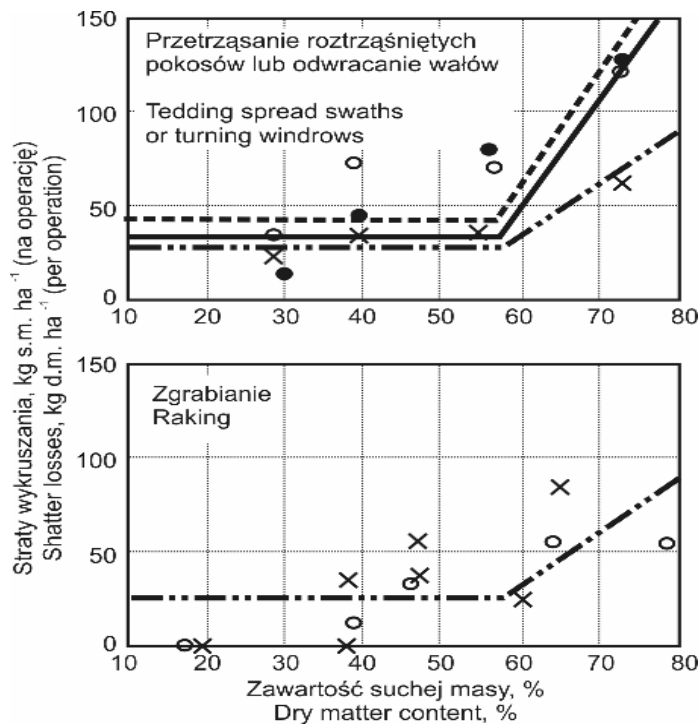 Straty wykruszania, kg s.m. ha⁻¹ (na operację)
Shatter losses, kg d.m. ha⁻¹ (per operation)
150
100
50
0
Przetrząsanie roztrząśniętych
pokosów lub odwracanie wałów
Tedding spread swaths
or turning windrows
10 20 30 40 50 60 70 80
150
100
50
0
Zgrabianie
Raking
10 20 30 40 50 60 70 80
Zawartość suchej masy, %
Dry matter content, %